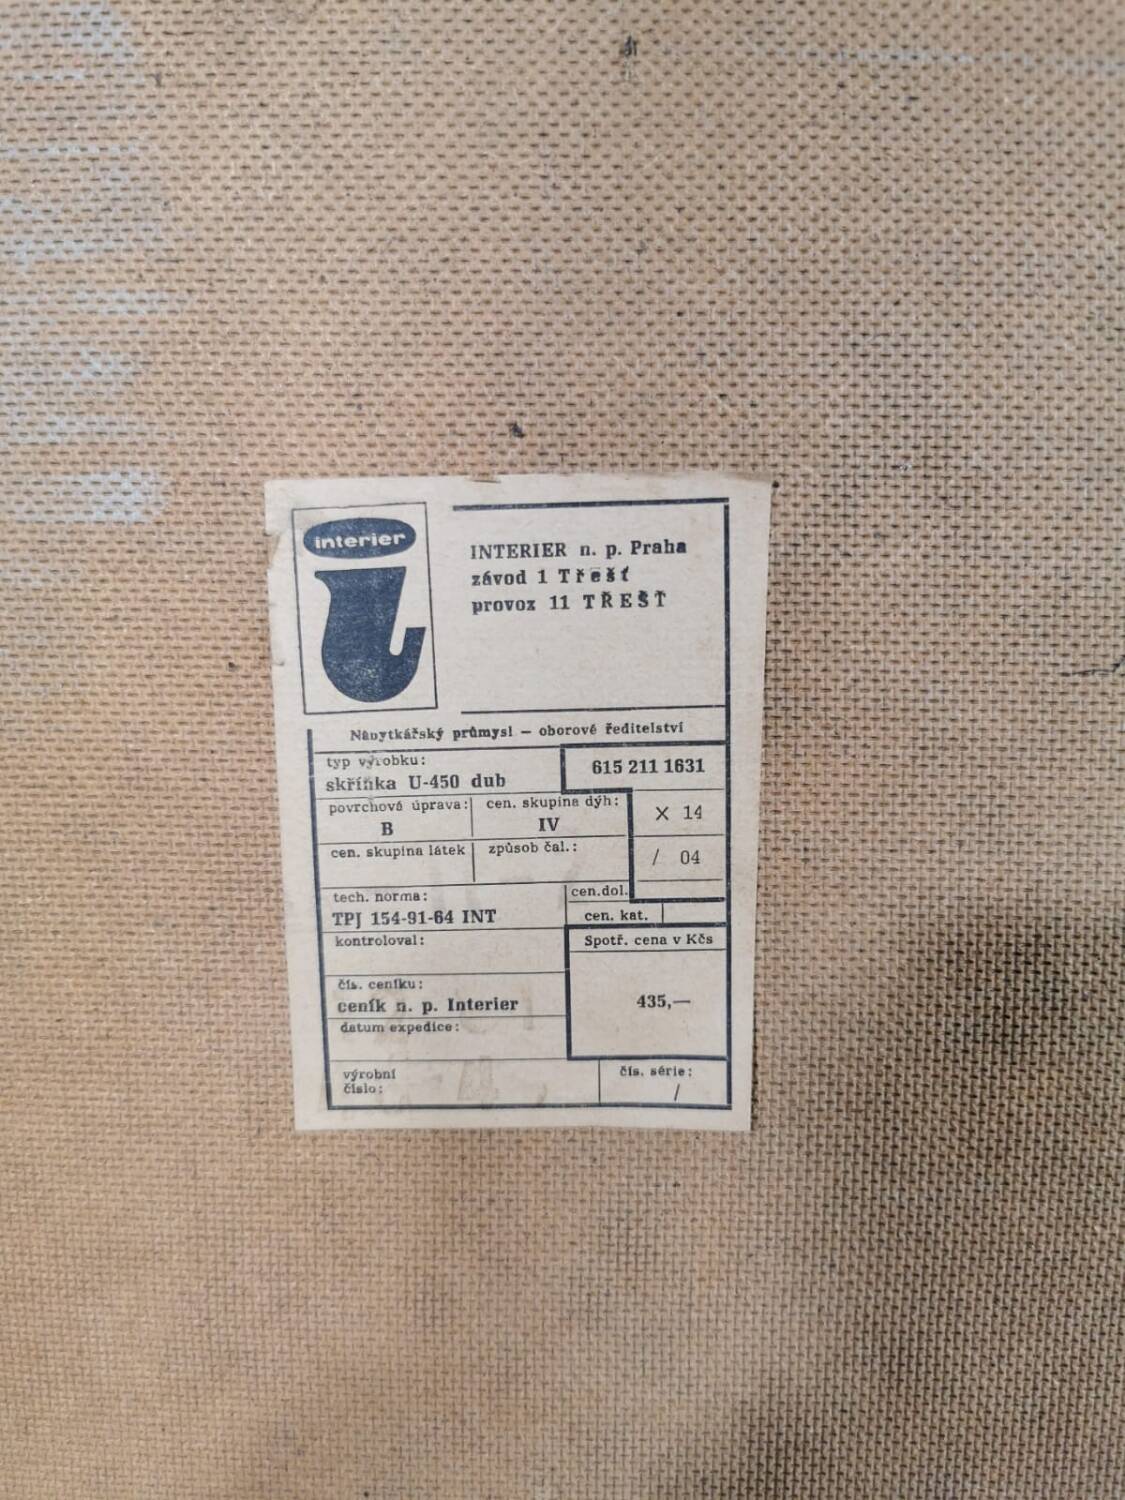 interier
INTERIER n. p. Praha
závod 1 Třešť
provoz 11 TŘEŠŤ
Nábytkářský průmysl — oborové ředitelství
typ výrobku:
skříňka U-450 dub
615 211 1631
povrchová úprava:
B
cen. skupina dýh:
IV
X 14
cen. skupina látek
způsob čal.:
/ 04
tech. norma:
TPJ 154-91-64 INT
cen.dol.
cen. kat.
kontroloval:
Spotř. cena v Kčs
435,—
čís. ceníku:
ceník n. p. Interier
datum expedice:
výrobní
číslo:
čís. série:
/